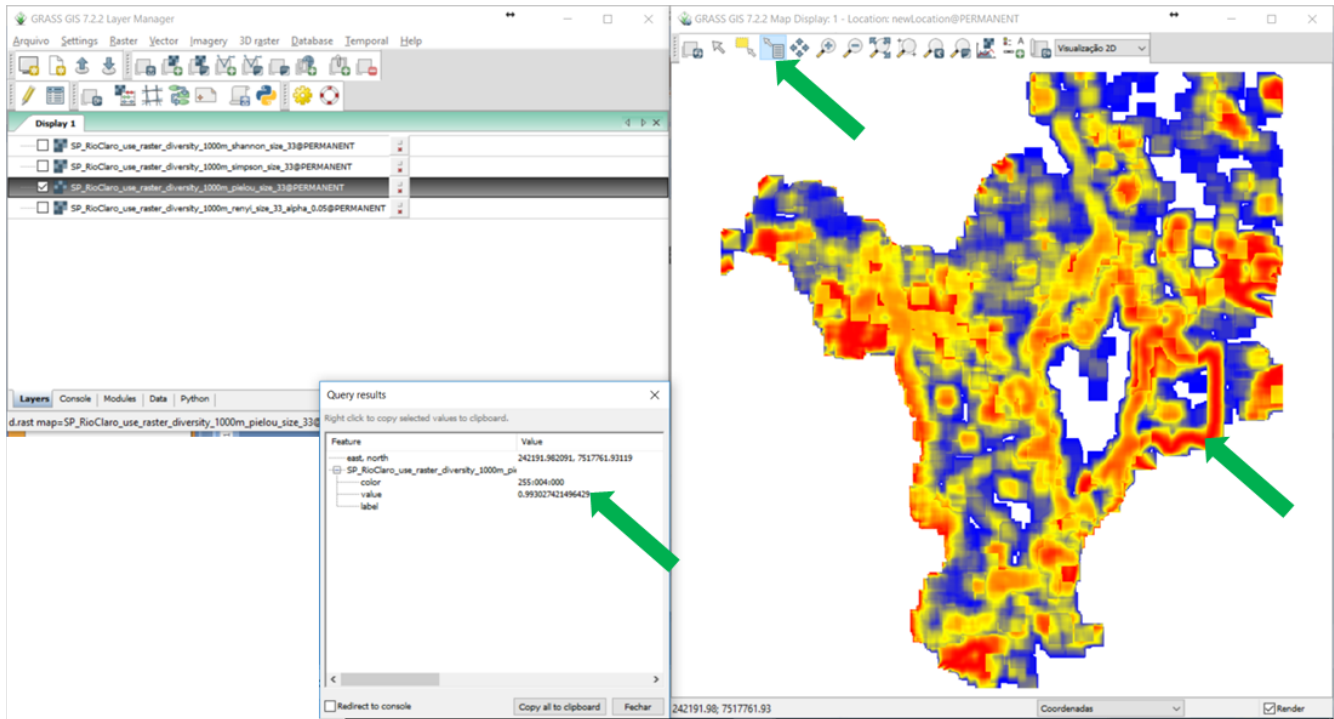 GRASS GIS 7.2.2 Layer Manager
Arquivo Settings Raster Vector Imagery 3D raster Database Temporal Help
Display 1
SP_RioClaro_use_raster_diversity_1000m_shannon_size_33@PERMANENT
SP_RioClaro_use_raster_diversity_1000m_simpson_size_33@PERMANENT
SP_RioClaro_use_raster_diversity_1000m_pielou_size_33@PERMANENT
SP_RioClaro_use_raster_diversity_1000m_renyi_size_33_alpha_0.05@PERMANENT
Layers Console Modules Data Python
d.rast map=SP_RioClaro_use_raster_diversity_1000m_pielou_size_33@
Query results
Right click to copy selected values to clipboard.
Feature Value
east, north 242191.982091, 7517761.93119
SP_RioClaro_use_raster_diversity_1000m_pi
color 255:004:000
value 0.993027421496429
label
Redirect to console Copy all to clipboard Fechar
GRASS GIS 7.2.2 Map Display: 1 - Location: newLocation@PERMANENT
Visualização 2D
242191.98; 7517761.93 Coordenadas Render